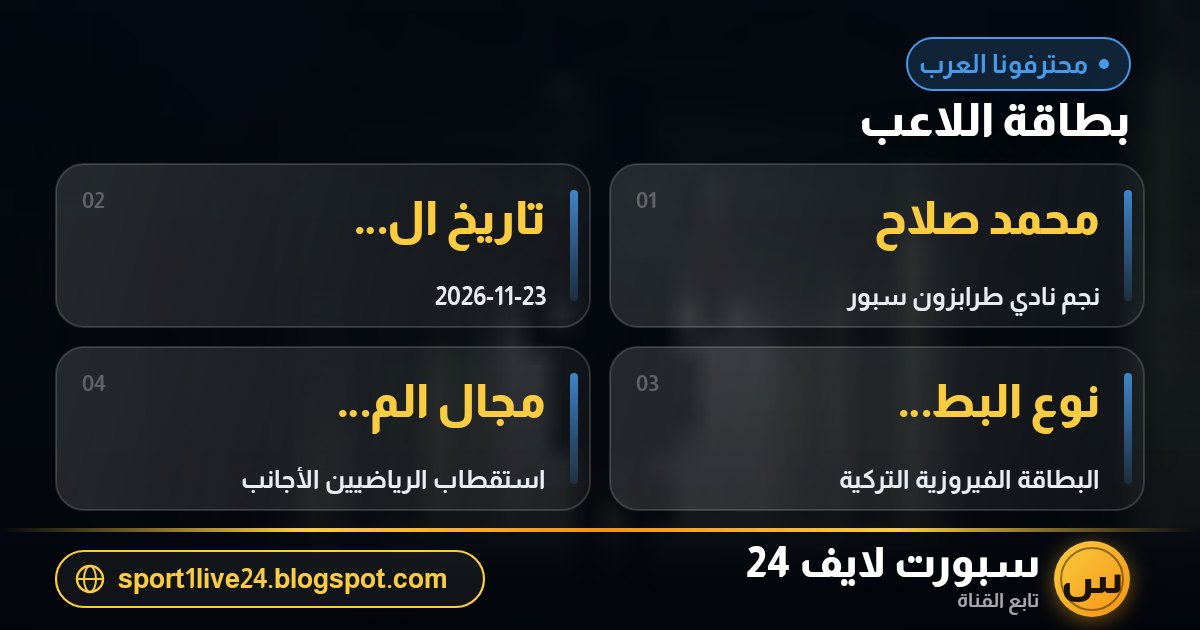 محترفونا العرب
بطاقة اللاعب
01
محمد صلاح
نجم نادي طرابزون سبور
02
تاريخ ال...
2026-11-23
03
نوع البط...
البطاقة الفيروزية التركية
04
مجال الم...
استقطاب الرياضيين الأجانب
س
سبورت لايف 24
تابع القناة
sport1live24.blogspot.com